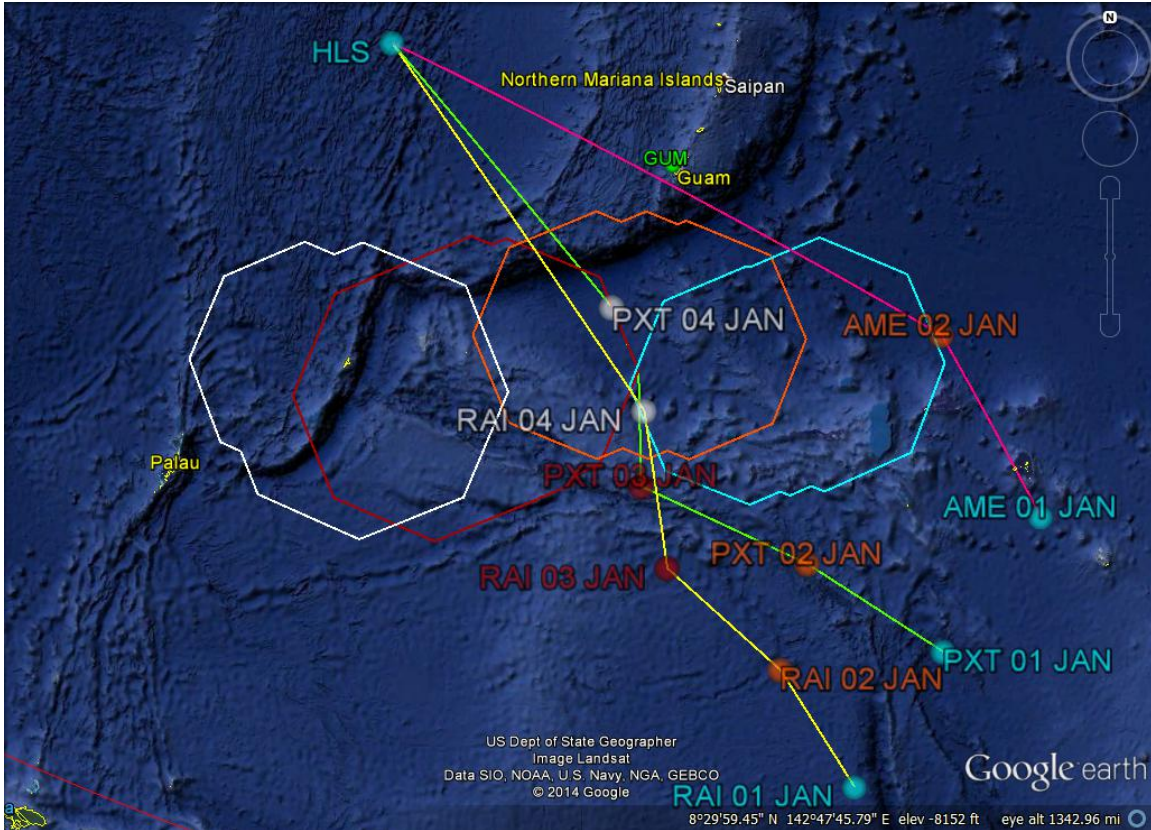 N
HLS
Northern Mariana Islands
Saipan
GUM
Guam
PXT 04 JAN
AME 02 JAN
RAI 04 JAN
Palau
PXT 03 JAN
AME 01 JAN
PXT 02 JAN
RAI 03 JAN
PXT 01 JAN
RAI 02 JAN
US Dept of State Geographer
Image Landsat
Data SIO, NOAA, U.S. Navy, NGA, GEBCO
© 2014 Google
Google earth
RAI 01 JAN
a
8°29'59.45" N 142°47'45.79" E elev -8152 ft eye alt 1342.96 mi